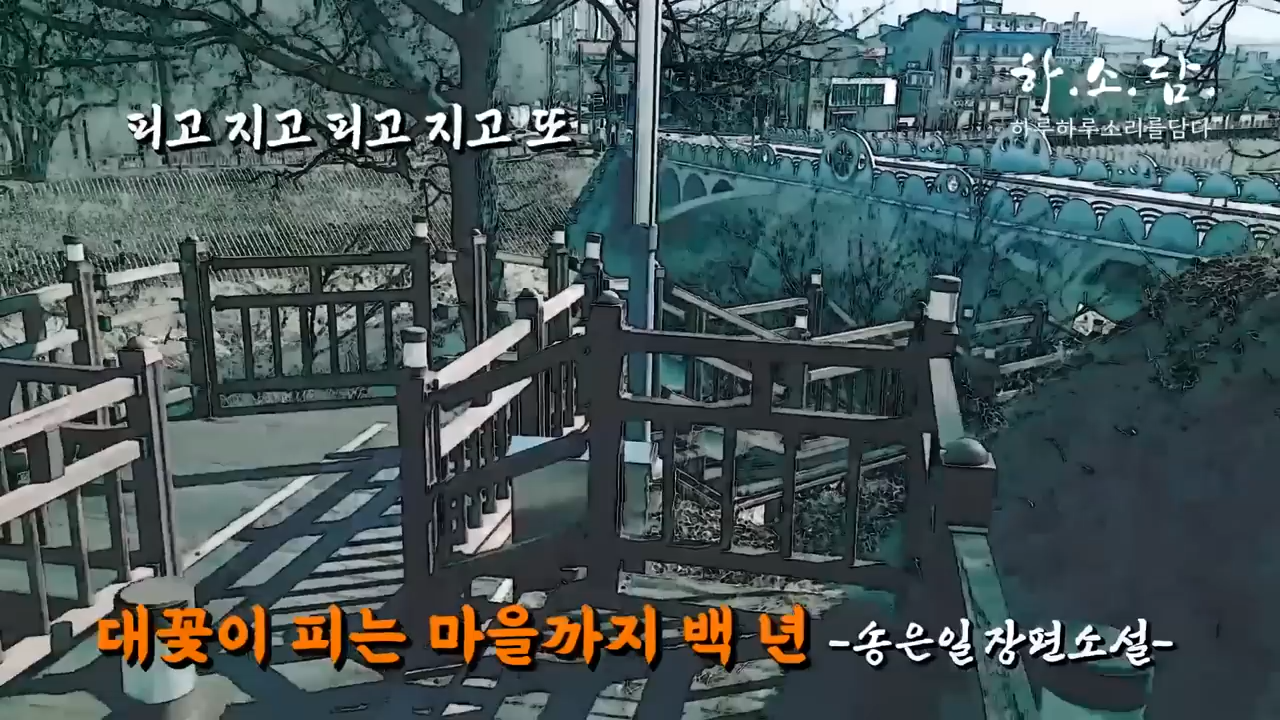 하.소.담.
하루하루소리를담다
피고 지고 피고 지고 또
대꽃이 피는 마을까지 백 년 -송은일 장편소설-